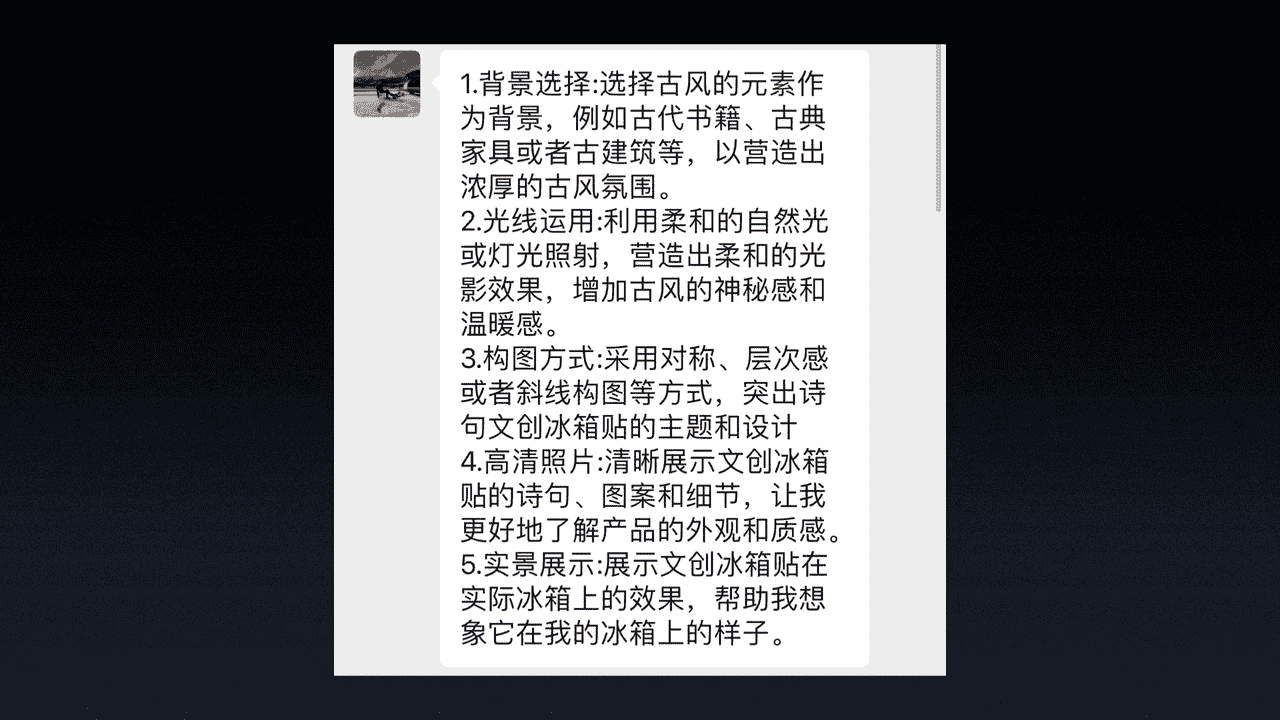 1.背景选择:选择古风的元素作
为背景，例如古代书籍、古典
家具或者古建筑等，以营造出
浓厚的古风氛围。
2.光线运用:利用柔和的自然光
或灯光照射，营造出柔和的光
影效果，增加古风的神秘感和
温暖感。
3.构图方式:采用对称、层次感
或者斜线构图等方式，突出诗
句文创冰箱贴的主题和设计
4.高清照片:清晰展示文创冰箱
贴的诗句、图案和细节，让我
更好地了解产品的外观和质感。
5.实景展示:展示文创冰箱贴在
实际冰箱上的效果，帮助我想
象它在我的冰箱上的样子。